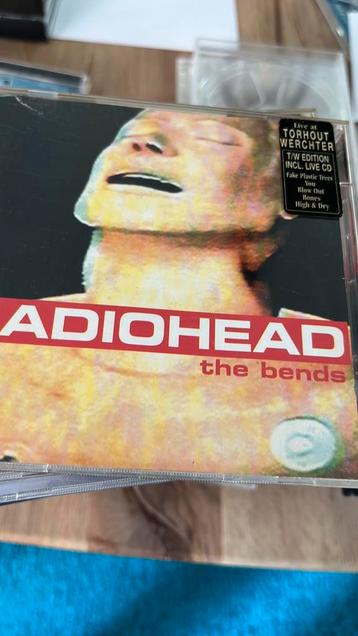 Live at
TORHOUT
WERCHTER
T/W EDITION
INCL. LIVE CD
Fake Plastic Trees
You
Blow Out
Bones
High & Dry
ADIOHEAD
the bends